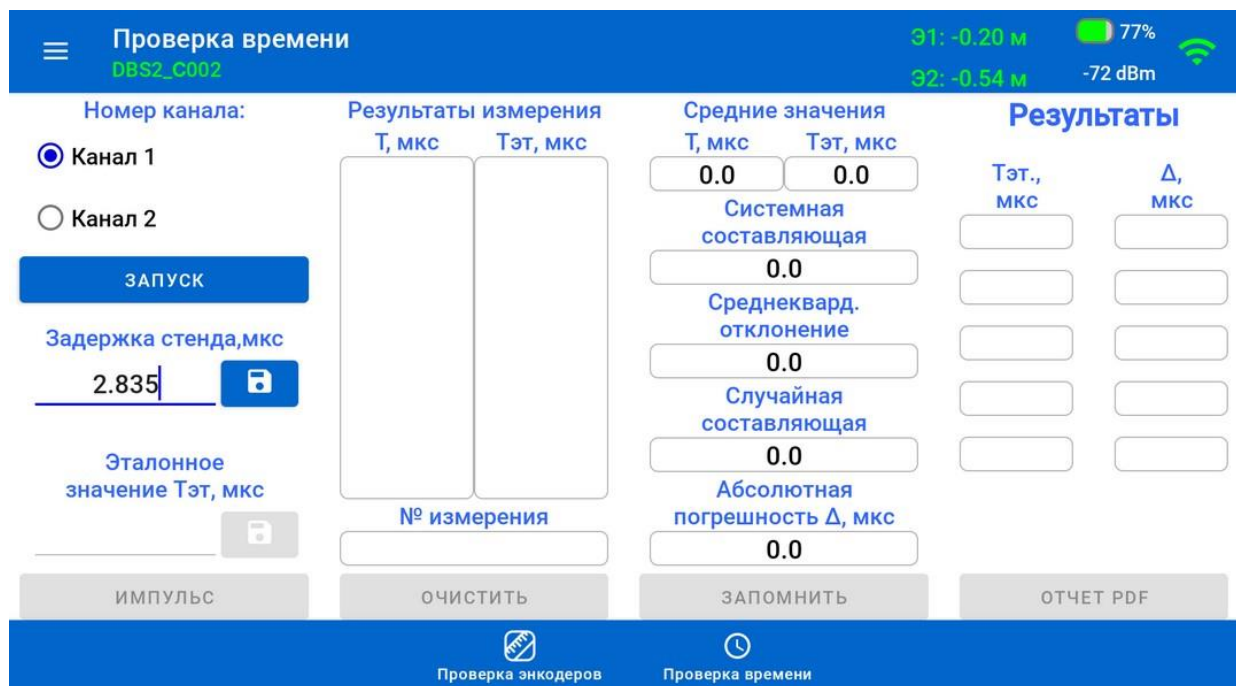 Проверка времени
DBS2_C002
Э1: -0.20 м
Э2: -0.54 м
77%
-72 dBm
Номер канала:
Канал 1
Канал 2
ЗАПУСК
Задержка стенда,мкс
2.835
Эталонное
значение Тэт, мкс
ИМПУЛЬС
Результаты измерения
Т, мкс Тэт, мкс
№ измерения
ОЧИСТИТЬ
Средние значения
Т, мкс Тэт, мкс
0.0 0.0
Системная
составляющая
0.0
Среднеквард.
отклонение
0.0
Случайная
составляющая
0.0
Абсолютная
погрешность Δ, мкс
0.0
ЗАПОМНИТЬ
Результаты
Тэт., Δ,
мкс мкс
ОТЧЕТ PDF
Проверка энкодеров
Проверка времени